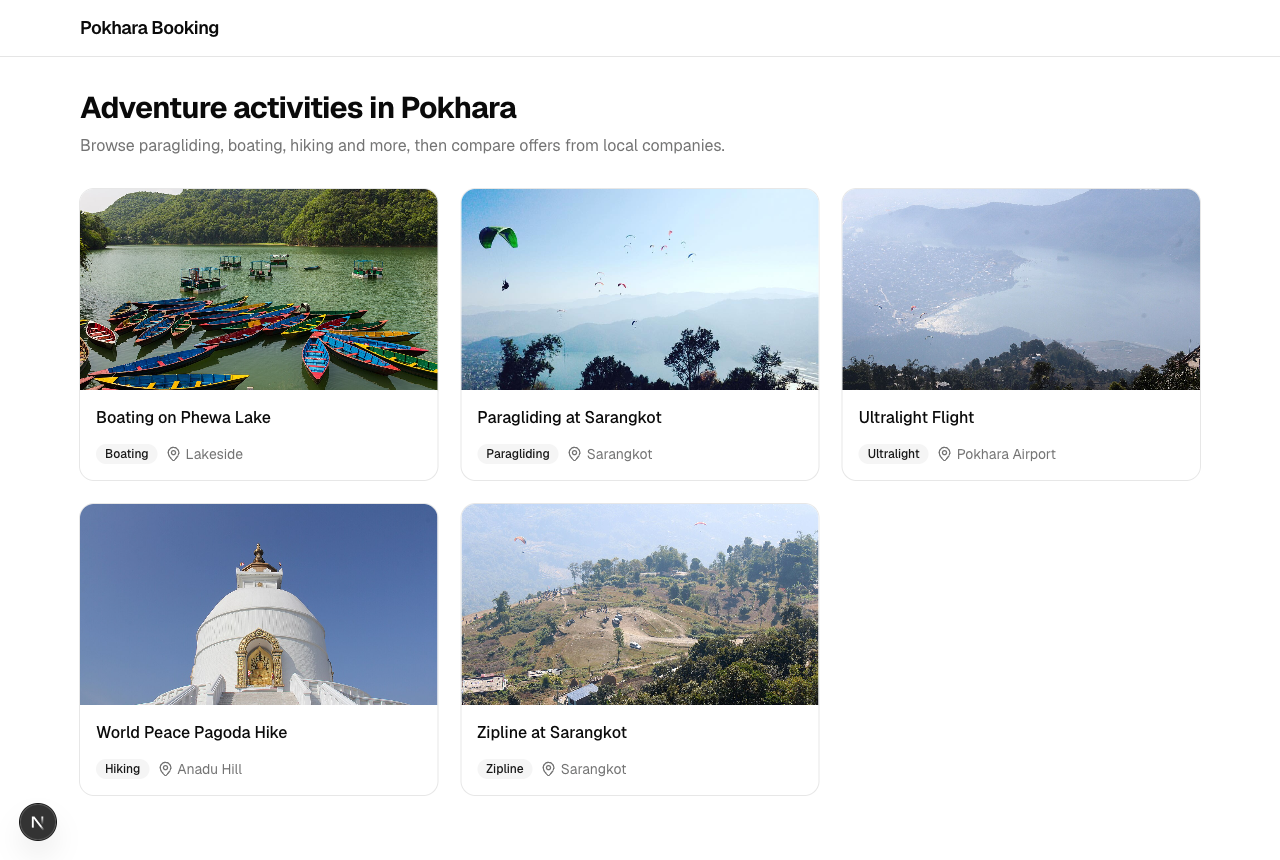 Pokhara Booking
Adventure activities in Pokhara
Browse paragliding, boating, hiking and more, then compare offers from local companies.
Boating on Phewa Lake
Boating Lakeside
Paragliding at Sarangkot
Paragliding Sarangkot
Ultralight Flight
Ultralight Pokhara Airport
World Peace Pagoda Hike
Hiking Anadu Hill
Zipline at Sarangkot
Zipline Sarangkot
N